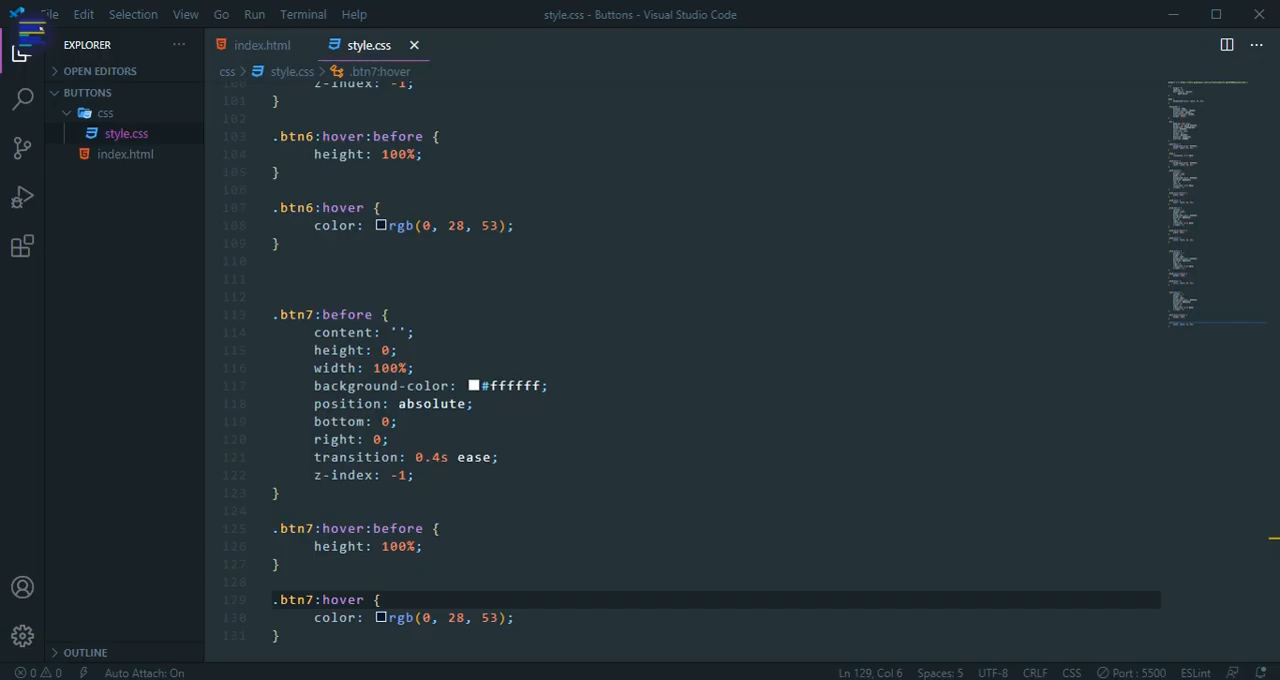 File Edit Selection View Go Run Terminal Help
style.css - Buttons - Visual Studio Code
EXPLORER
index.html
style.css
OPEN EDITORS
css > style.css > .btn7:hover
BUTTONS
css
style.css
index.html
100 z-index: -1;
101 }
102
103 .btn6:hover:before {
104 height: 100%;
105 }
106
107 .btn6:hover {
108 color: rgb(0, 28, 53);
109 }
110
111
112
113 .btn7:before {
114 content: '';
115 height: 0;
116 width: 100%;
117 background-color: #ffffff;
118 position: absolute;
119 bottom: 0;
120 right: 0;
121 transition: 0.4s ease;
122 z-index: -1;
123 }
124
125 .btn7:hover:before {
126 height: 100%;
127 }
128
129 .btn7:hover {
130 color: rgb(0, 28, 53);
131 }
OUTLINE
0 0 Auto Attach: On Ln 129, Col 6 Spaces: 5 UTF-8 CRLF CSS Port : 5500 ESLint